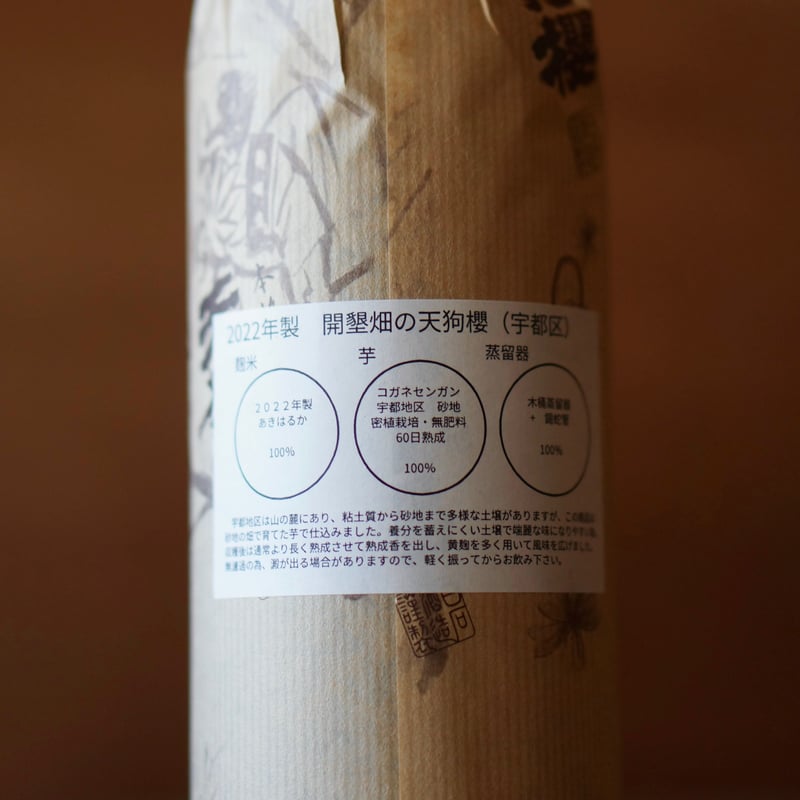 櫻
2022年製　開墾畑の天狗櫻（宇都区）
麹米　芋　蒸留器
２０２２年製
あきはるか
100%
コガネセンガン
宇都地区　砂地
密植栽培・無肥料
60日熟成
100%
木桶蒸留器
+　錫蛇管
100%
宇都地区は山の麓にあり、粘土質から砂地まで多様な土壌がありますが、この商品は
砂地の畑で育てた芋で仕込みました。養分を蓄えにくい土壌で端麗な味になりやすい為、
収穫後は通常より長く熟成させて熟成香を出し、黄麹を多く用いて風味を広げました。
無濾過の為、澱が出る場合がありますので、軽く振ってからお飲み下さい。
謹製